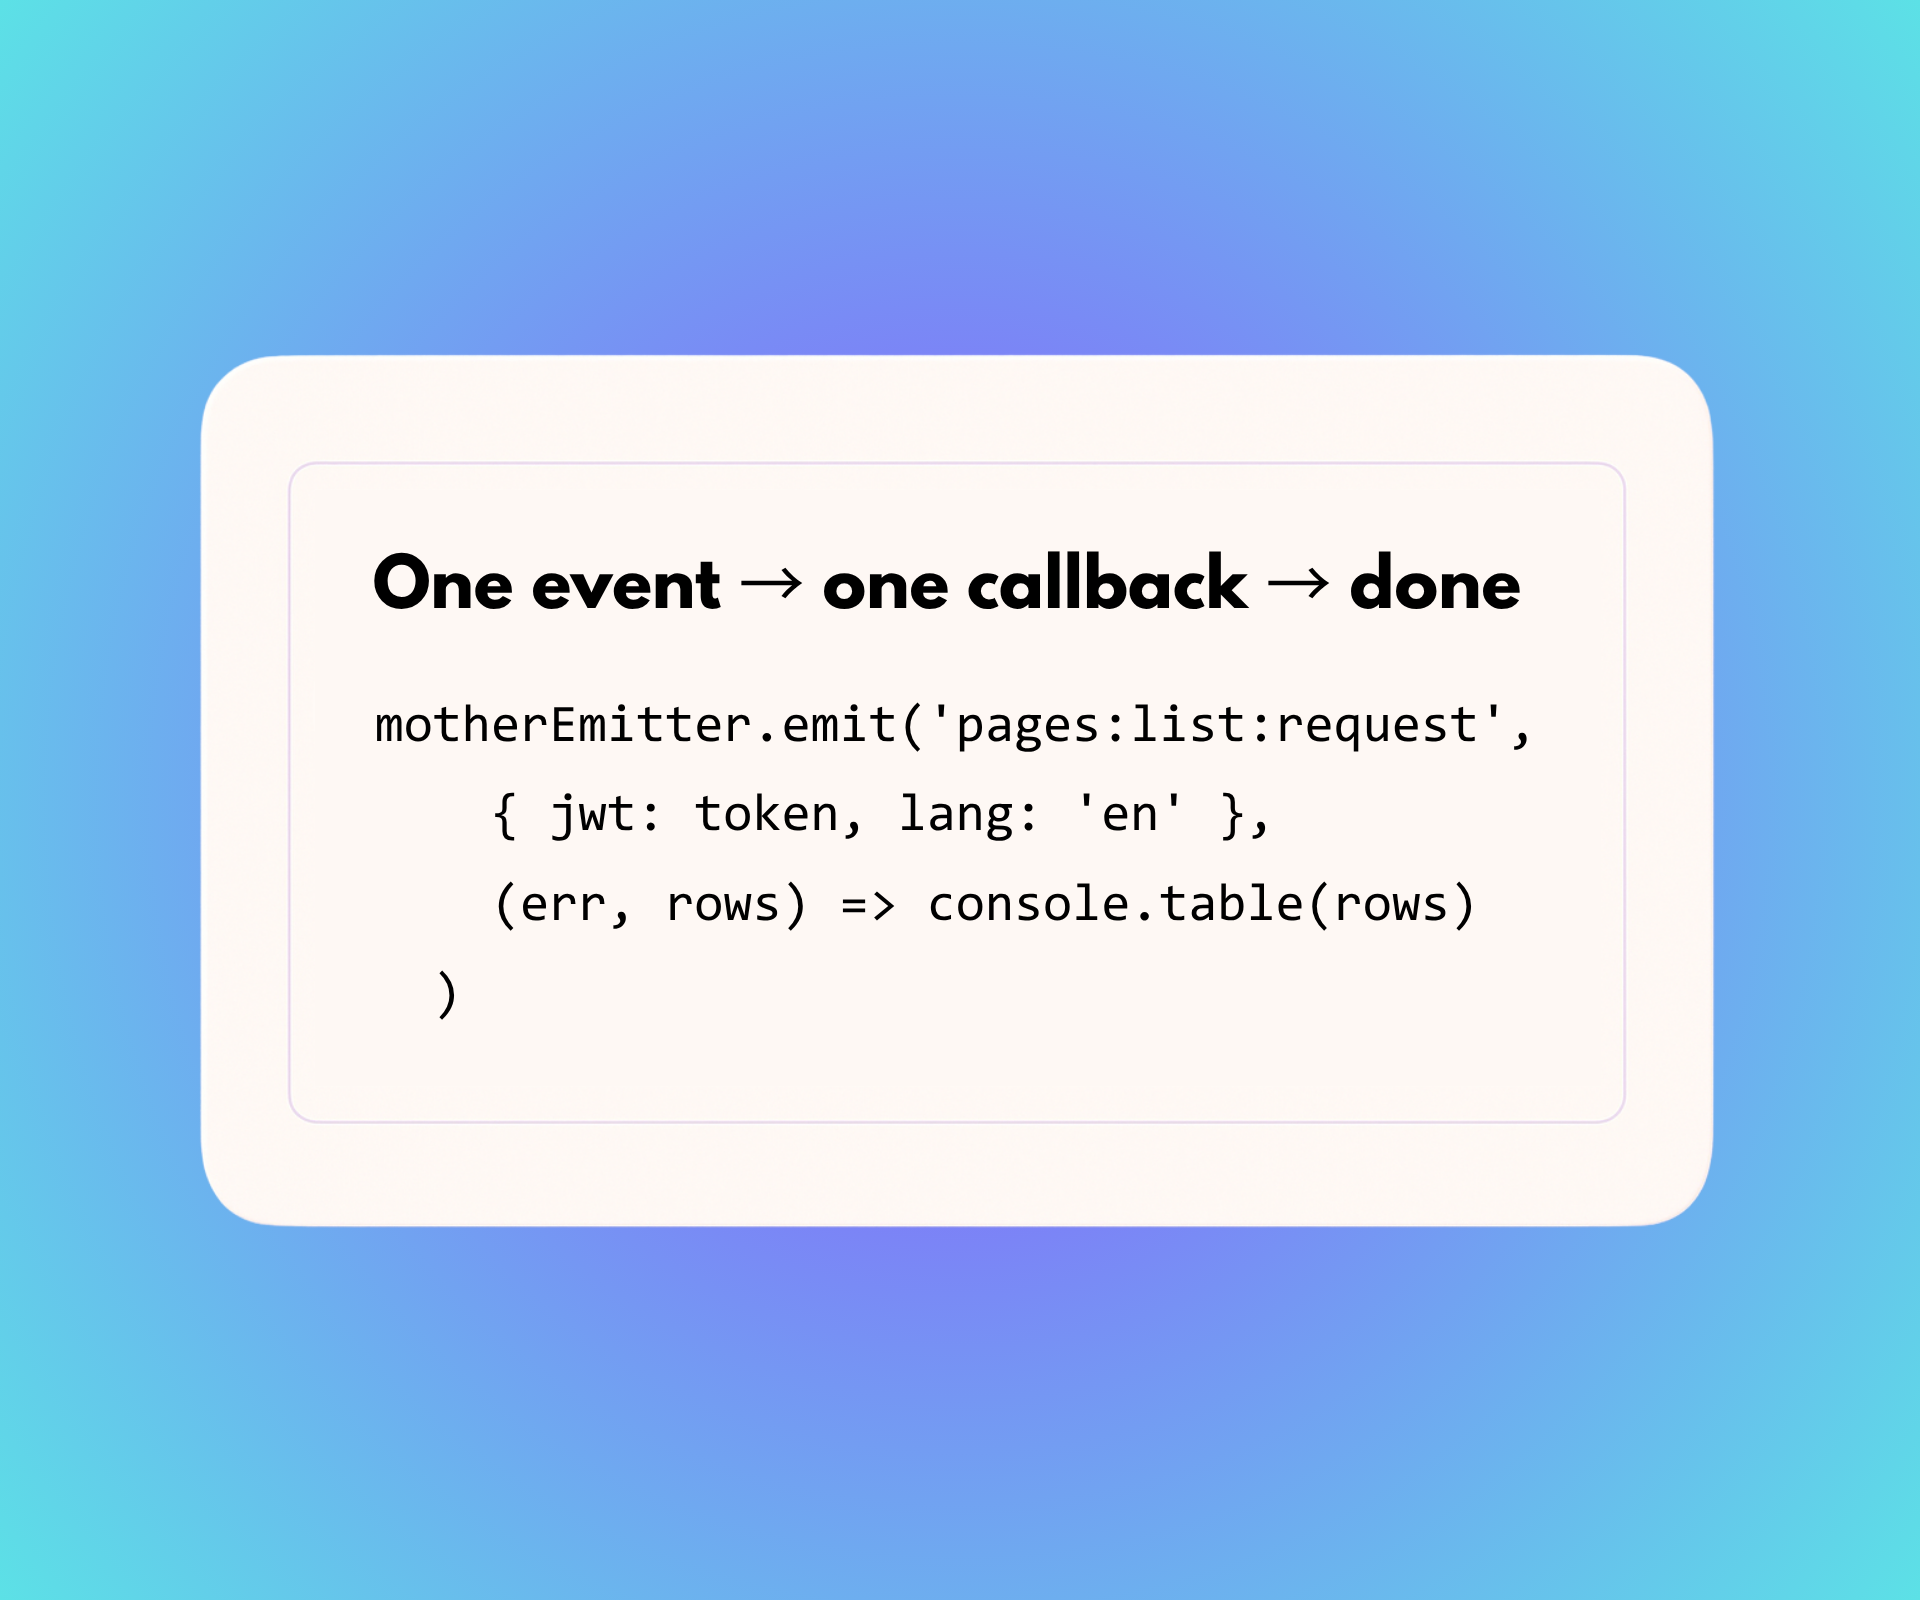 One event → one callback → done
motherEmitter.emit('pages:list:request',
    { jwt: token, lang: 'en' },
    (err, rows) => console.table(rows)
  )